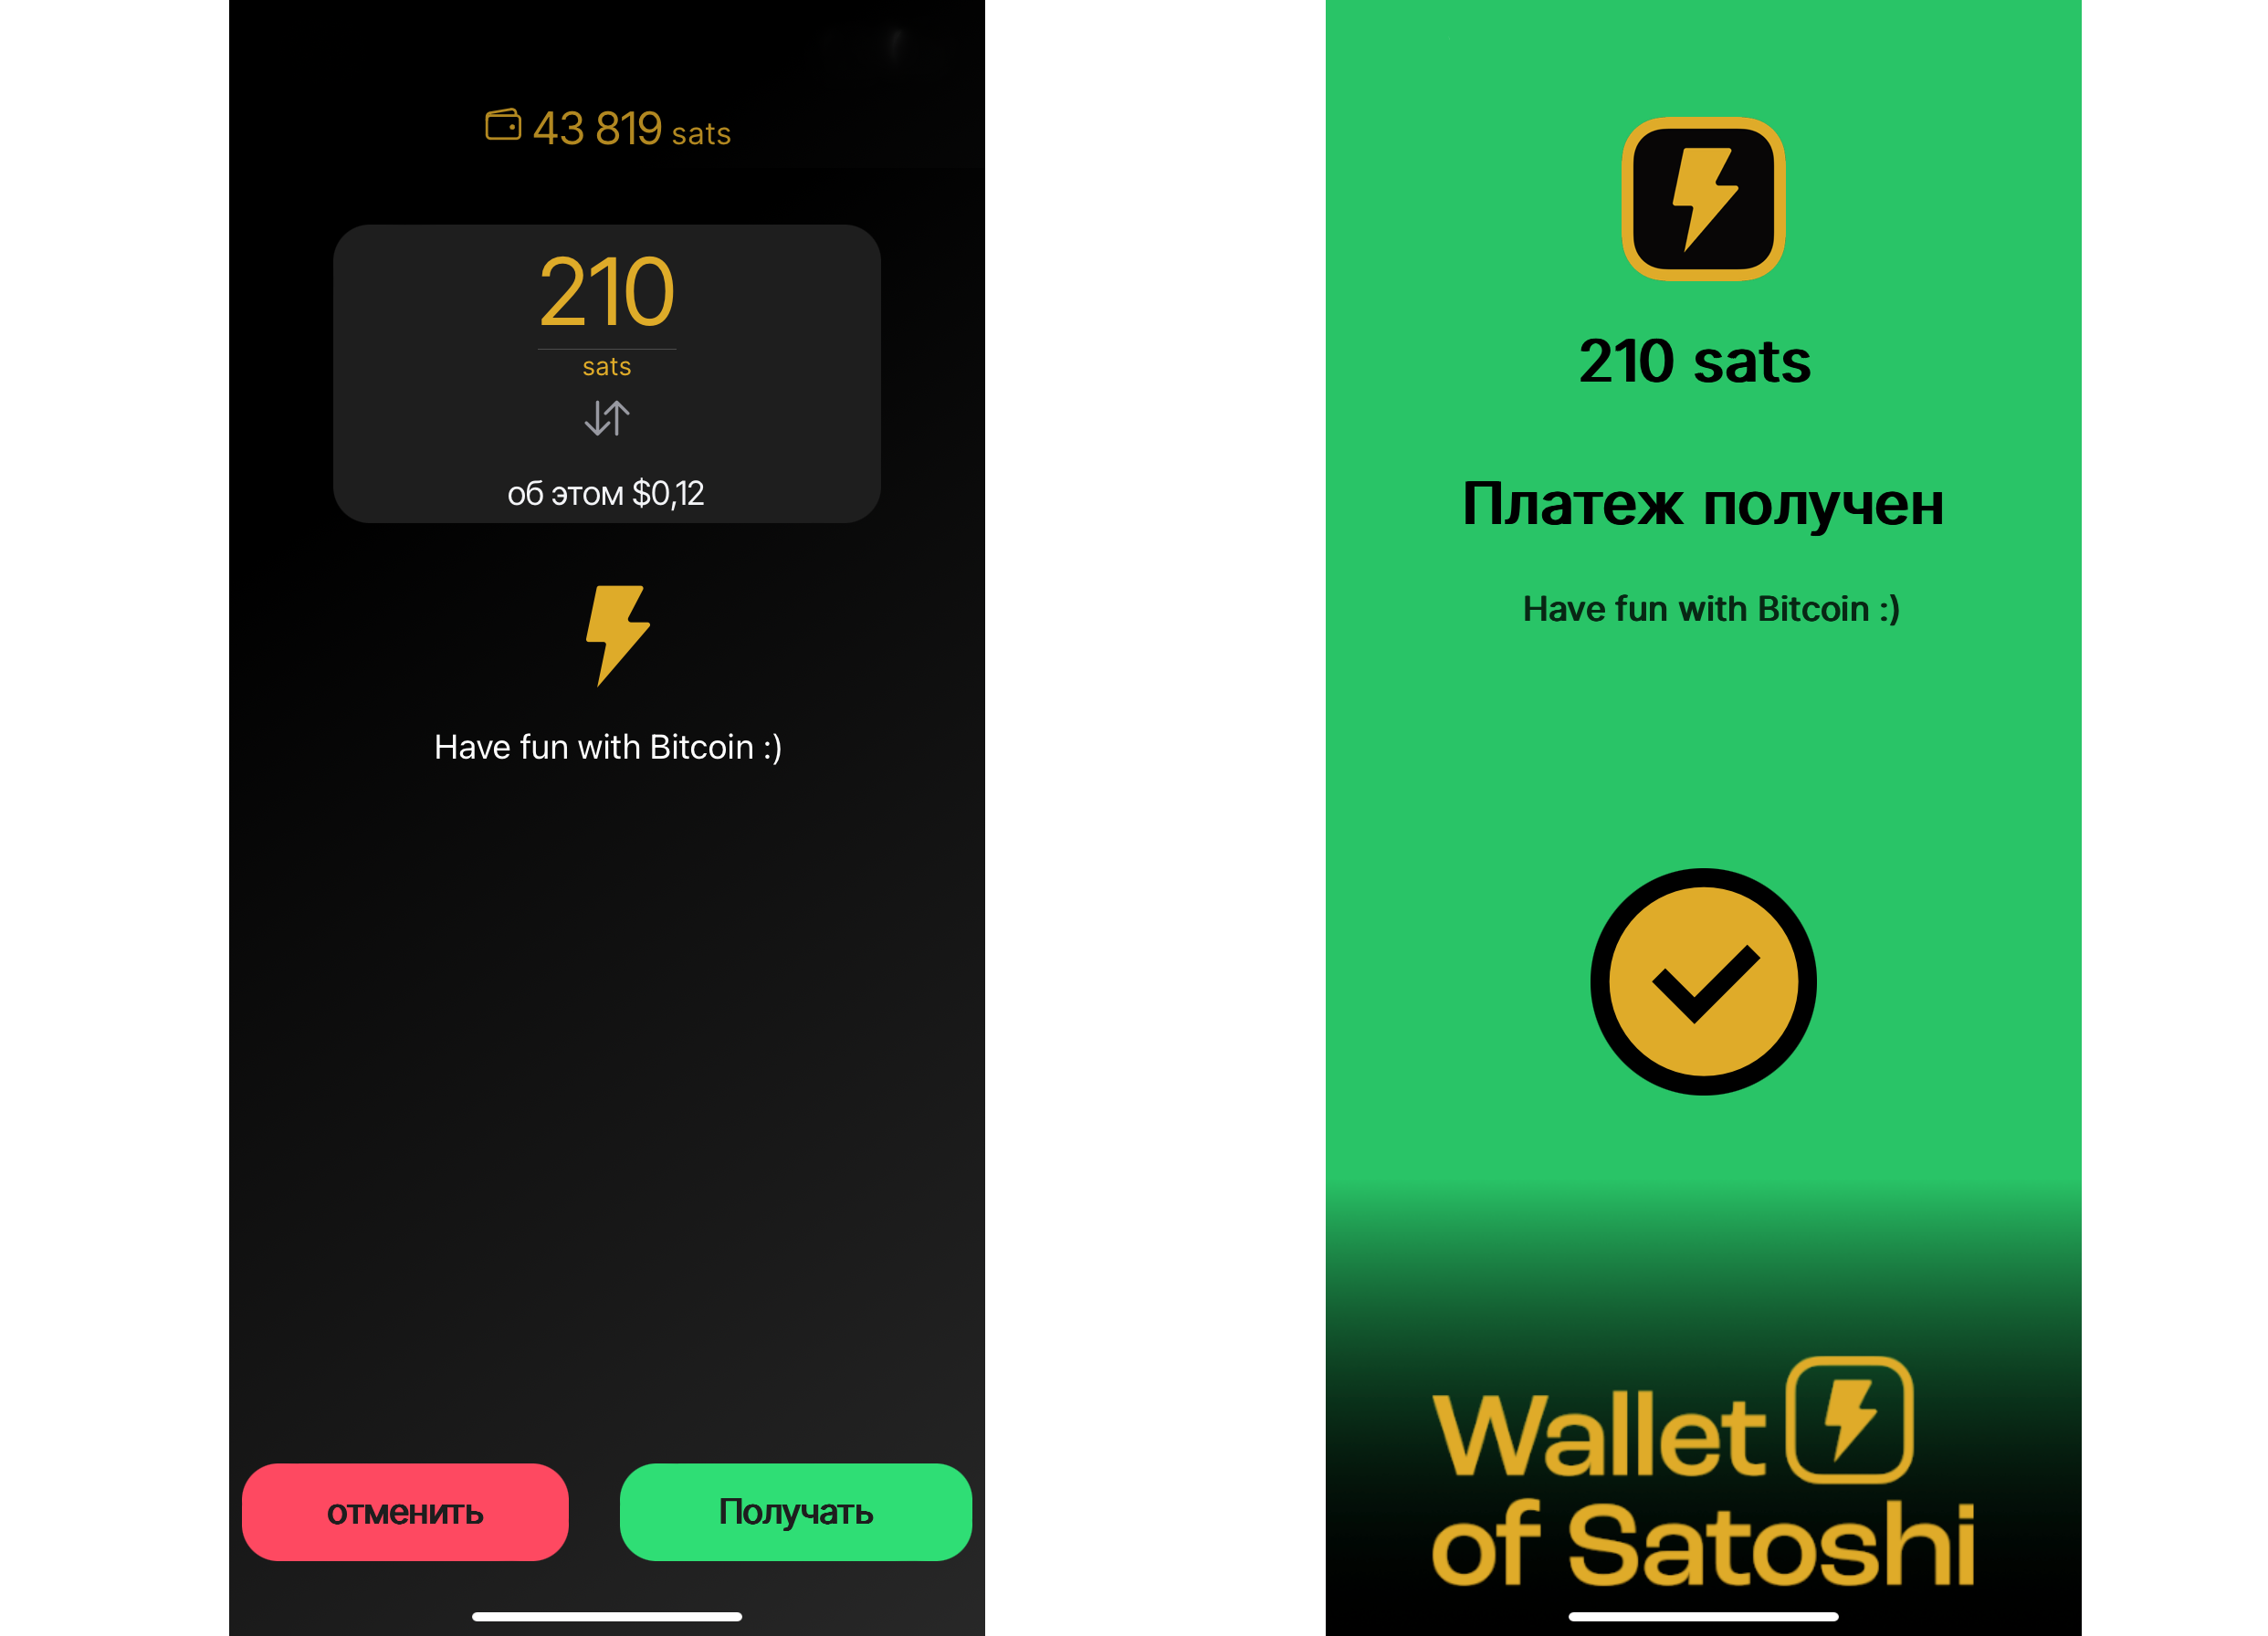 43 819 sats
210
sats
об этом $0,12
Have fun with Bitcoin :)
отменить
Получать
210 sats
Платеж получен
Have fun with Bitcoin :)
Wallet
of Satoshi